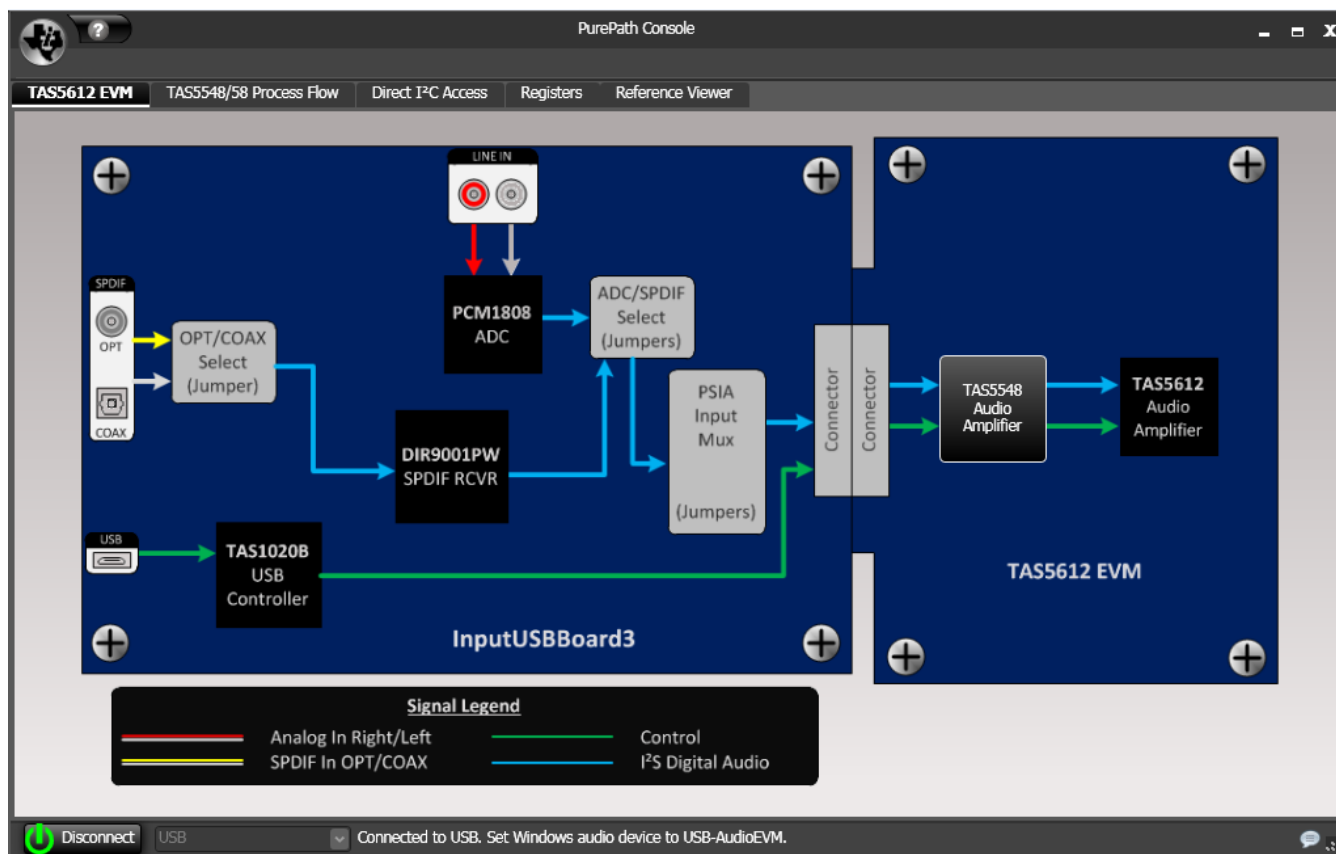 ?
PurePath Console
TAS5612 EVM
TAS5548/58 Process Flow
Direct I²C Access
Registers
Reference Viewer
LINE IN
SPDIF
OPT
COAX
OPT/COAX
Select
(Jumper)
PCM1808
ADC
ADC/SPDIF
Select
(Jumpers)
PSIA
Input
Mux
(Jumpers)
DIR9001PW
SPDIF RCVR
Connector
Connector
TAS5548
Audio
Amplifier
TAS5612
Audio
Amplifier
USB
TAS1020B
USB
Controller
InputUSBBoard3
TAS5612 EVM
Signal Legend
Analog In Right/Left
Control
SPDIF In OPT/COAX
I²S Digital Audio
Disconnect
USB
Connected to USB. Set Windows audio device to USB-AudioEVM.